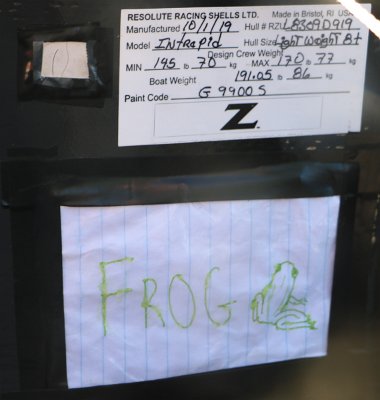 RESOLUTE RACING SHELLS LTD. Made in Bristol, RI USA
Manufactured 10/1/19 Hull # RZU
Model INtrepid Hull Size Light Weight 8+
Design Crew Weight
MIN 155 lb 70 kg - MAX 170 lb 77 kg
Boat Weight 191.05 lb 86 kg
Paint Code G 9900 S
Z
FROG